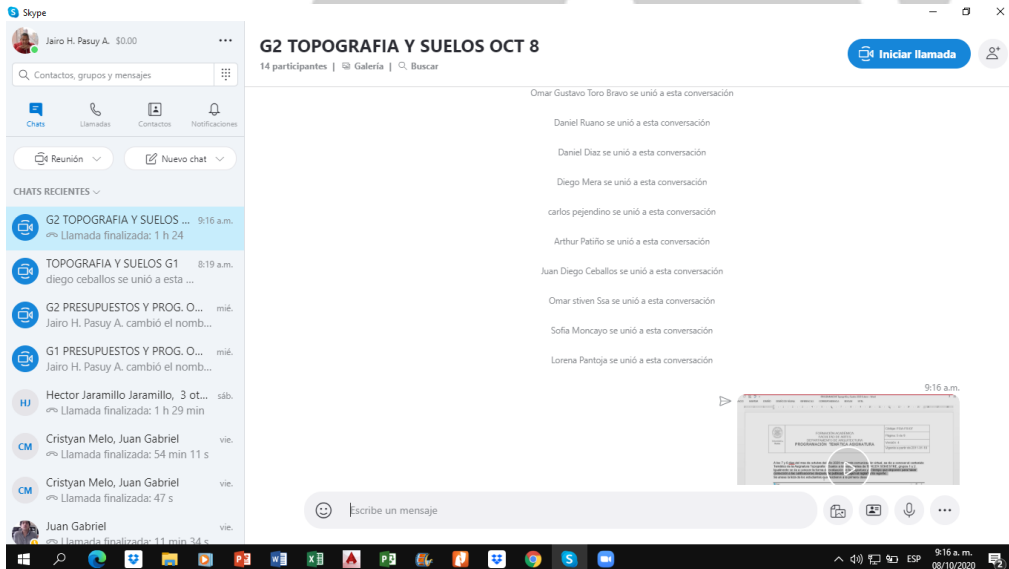 Skype
Jairo H. Pasuy A. $0.00
Contactos, grupos y mensajes
Chats
Llamadas
Contactos
Notificaciones
Reunión
Nuevo chat
CHATS RECIENTES
G2 TOPOGRAFIA Y SUELOS ... 9:16 a.m.
Llamada finalizada: 1 h 24
TOPOGRAFIA Y SUELOS G1 8:19 a.m.
diego ceballos se unió a esta ...
G2 PRESUPUESTOS Y PROG. O... mié.
Jairo H. Pasuy A. cambió el nomb...
G1 PRESUPUESTOS Y PROG. O... mié.
Jairo H. Pasuy A. cambió el nomb...
HJ
Hector Jaramillo Jaramillo, 3 ot... sáb.
Llamada finalizada: 1 h 29 min
CM
Cristyan Melo, Juan Gabriel vie.
Llamada finalizada: 54 min 11 s
CM
Cristyan Melo, Juan Gabriel vie.
Llamada finalizada: 47 s
Juan Gabriel vie.
Llamada finalizada: 11 min 34 s
G2 TOPOGRAFIA Y SUELOS OCT 8
14 participantes | Galería | Buscar
Iniciar llamada
Omar Gustavo Toro Bravo se unió a esta conversación
Daniel Ruano se unió a esta conversación
Daniel Diaz se unió a esta conversación
Diego Mera se unió a esta conversación
carlos pejendino se unió a esta conversación
Arthur Patiño se unió a esta conversación
Juan Diego Ceballos se unió a esta conversación
Omar stiven Ssa se unió a esta conversación
Sofia Moncayo se unió a esta conversación
Lorena Pantoja se unió a esta conversación
9:16 a.m.
Escribe un mensaje
ESP
9:16 a. m.
08/10/2020